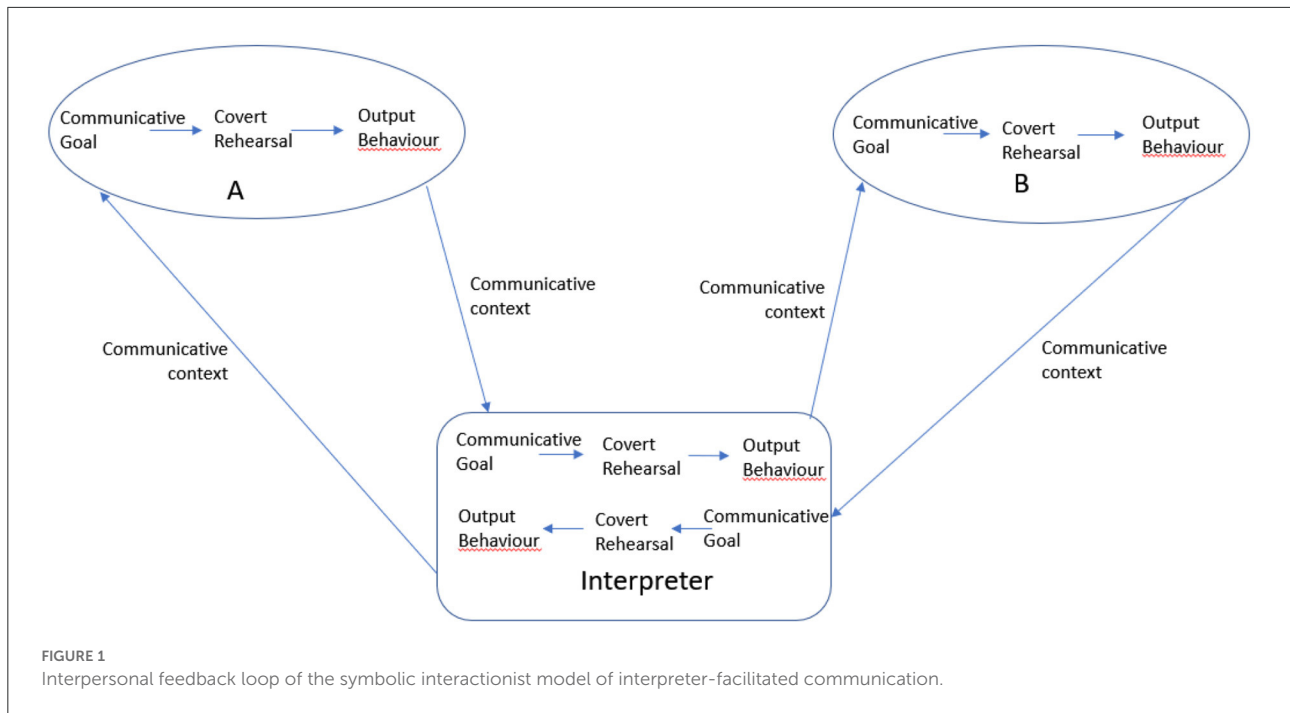 Communicative
Goal
Covert
Rehearsal
Output
Behaviour
A
Communicative
Goal
Covert
Rehearsal
Output
Behaviour
B
Communicative
context
Communicative
context
Communicative
context
Communicative
context
Communicative
Goal
Covert
Rehearsal
Output
Behaviour
Output
Behaviour
Covert
Rehearsal
Communicative
Goal
Interpreter
FIGURE 1
Interpersonal feedback loop of the symbolic interactionist model of interpreter-facilitated communication.